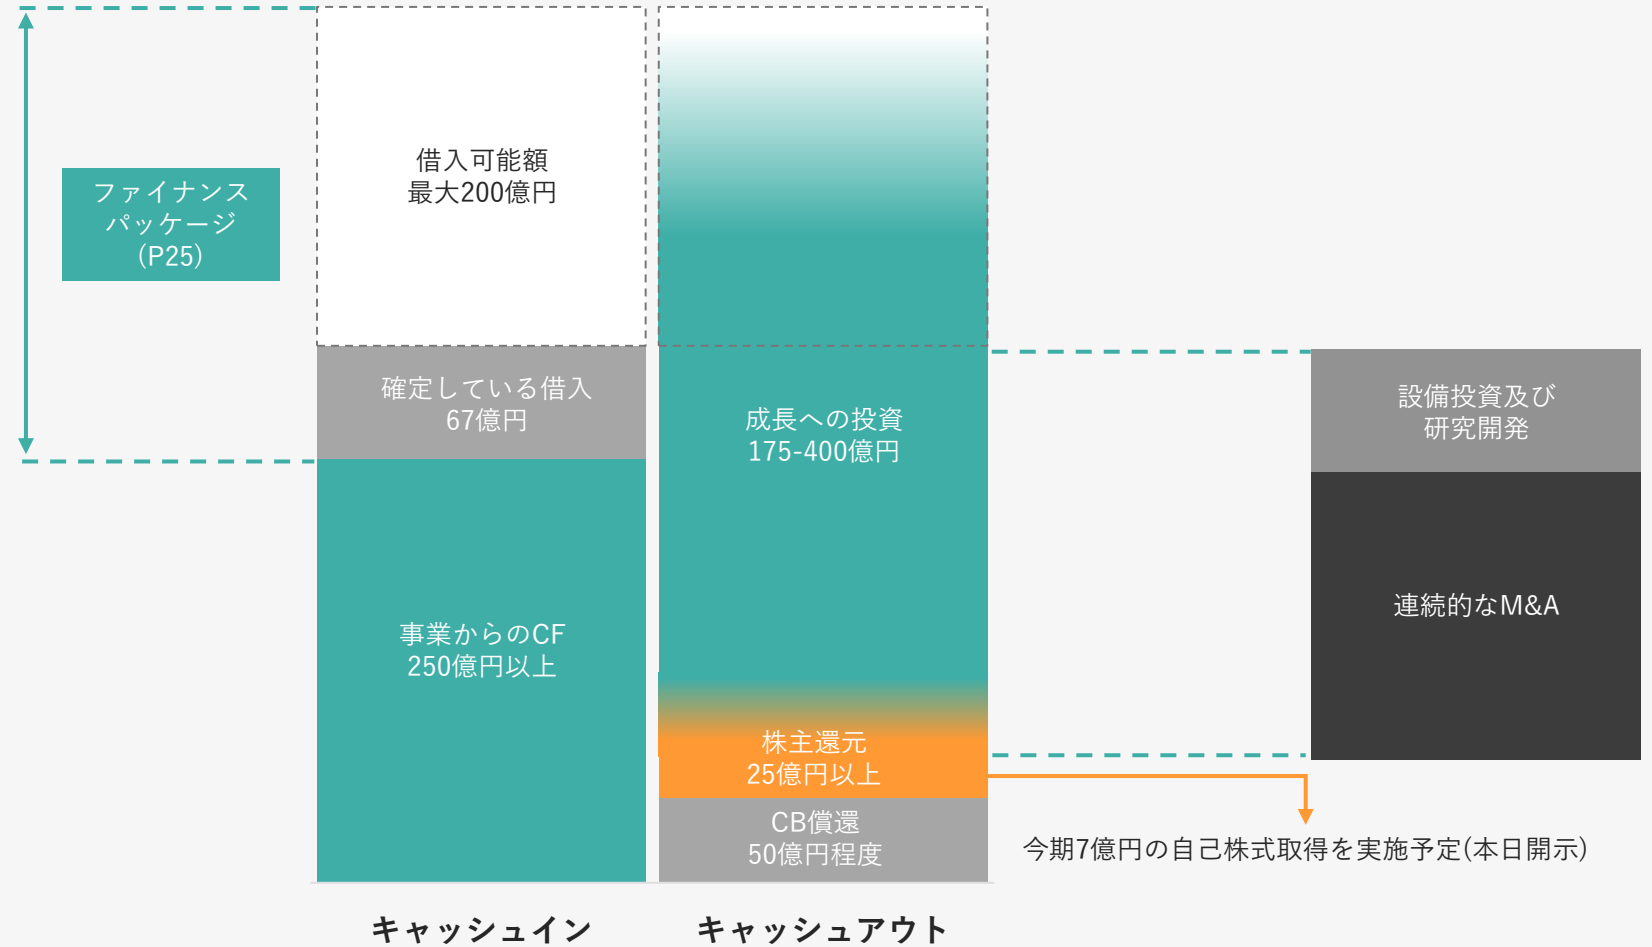 ファイナンス
パッケージ
(P25)
借入可能額
最大200億円
確定している借入
67億円
事業からのCF
250億円以上
キャッシュイン
成長への投資
175-400億円
株主還元
25億円以上
CB償還
50億円程度
キャッシュアウト
設備投資及び
研究開発
連続的なM&A
今期7億円の自己株式取得を実施予定(本日開示)